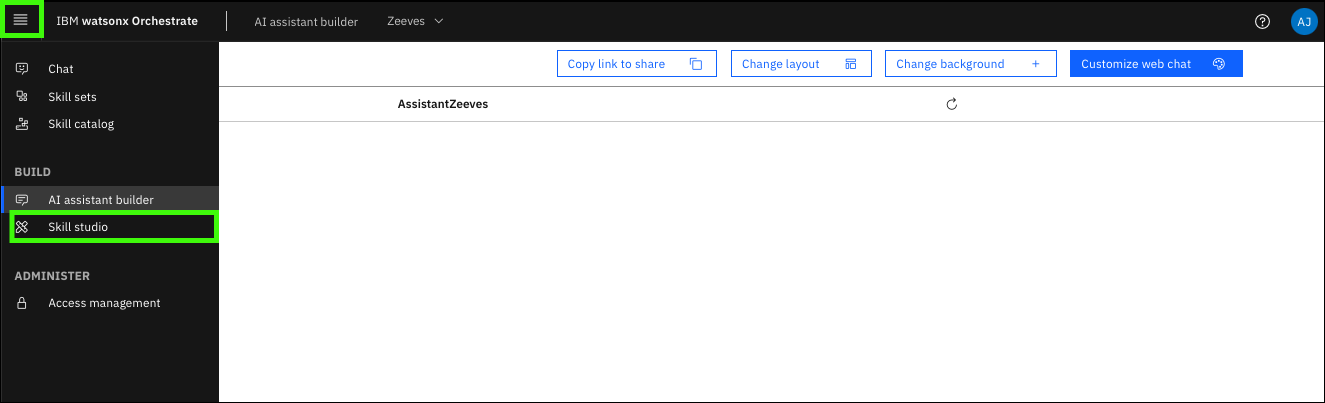 IBM watsonx Orchestrate AI assistant builder Zeeves AJ
Chat
Skill sets
Skill catalog
BUILD
AI assistant builder
Skill studio
ADMINISTER
Access management
Copy link to share Change layout Change background Customize web chat
AssistantZeeves